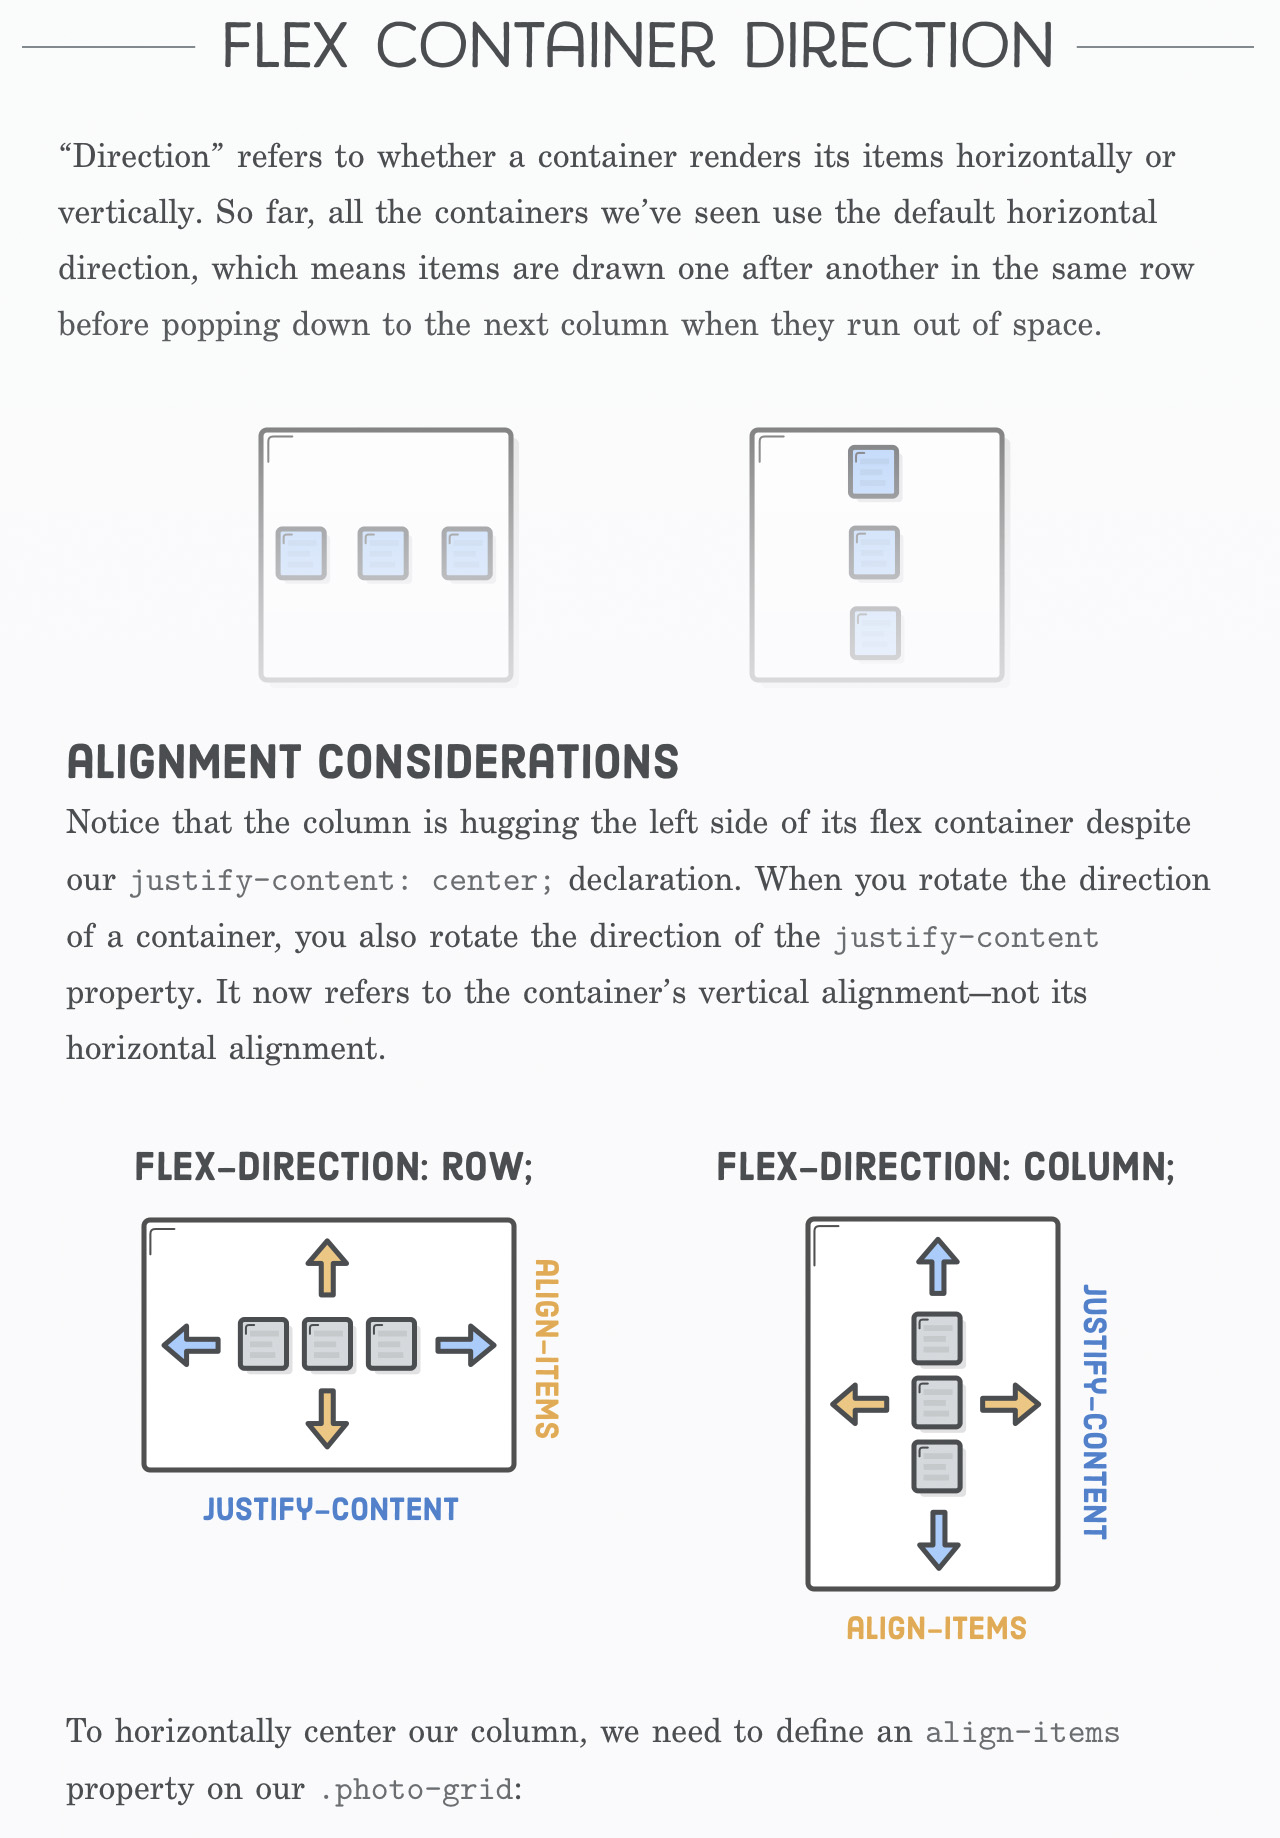 FLEX CONTAINER DIRECTION
“Direction” refers to whether a container renders its items horizontally or
vertically. So far, all the containers we’ve seen use the default horizontal
direction, which means items are drawn one after another in the same row
before popping down to the next column when they run out of space.
ALIGNMENT CONSIDERATIONS
Notice that the column is hugging the left side of its flex container despite
our justify-content: center; declaration. When you rotate the direction
of a container, you also rotate the direction of the justify-content
property. It now refers to the container’s vertical alignment—not its
horizontal alignment.
FLEX-DIRECTION: ROW;
ALIGN-ITEMS
JUSTIFY-CONTENT
FLEX-DIRECTION: COLUMN;
JUSTIFY-CONTENT
ALIGN-ITEMS
To horizontally center our column, we need to define an align-items
property on our .photo-grid: